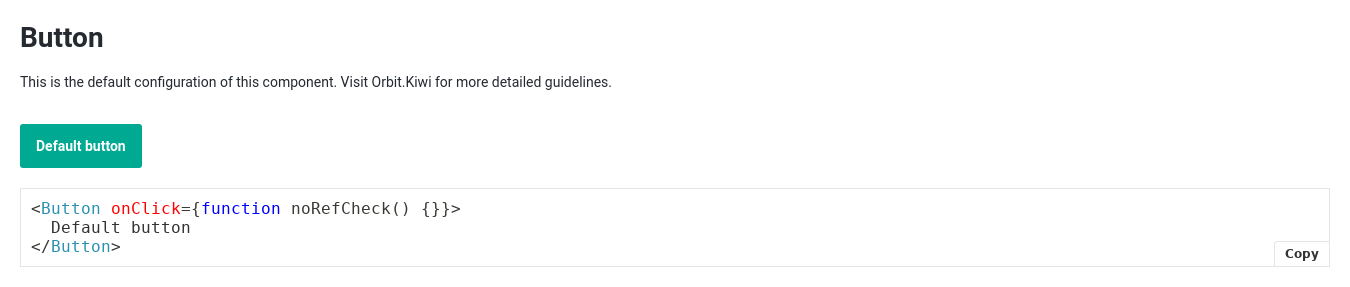 Button
This is the default configuration of this component. Visit Orbit.Kiwi for more detailed guidelines.
Default button
<Button onClick={function noRefCheck() {}}>
  Default button
</Button>
Copy